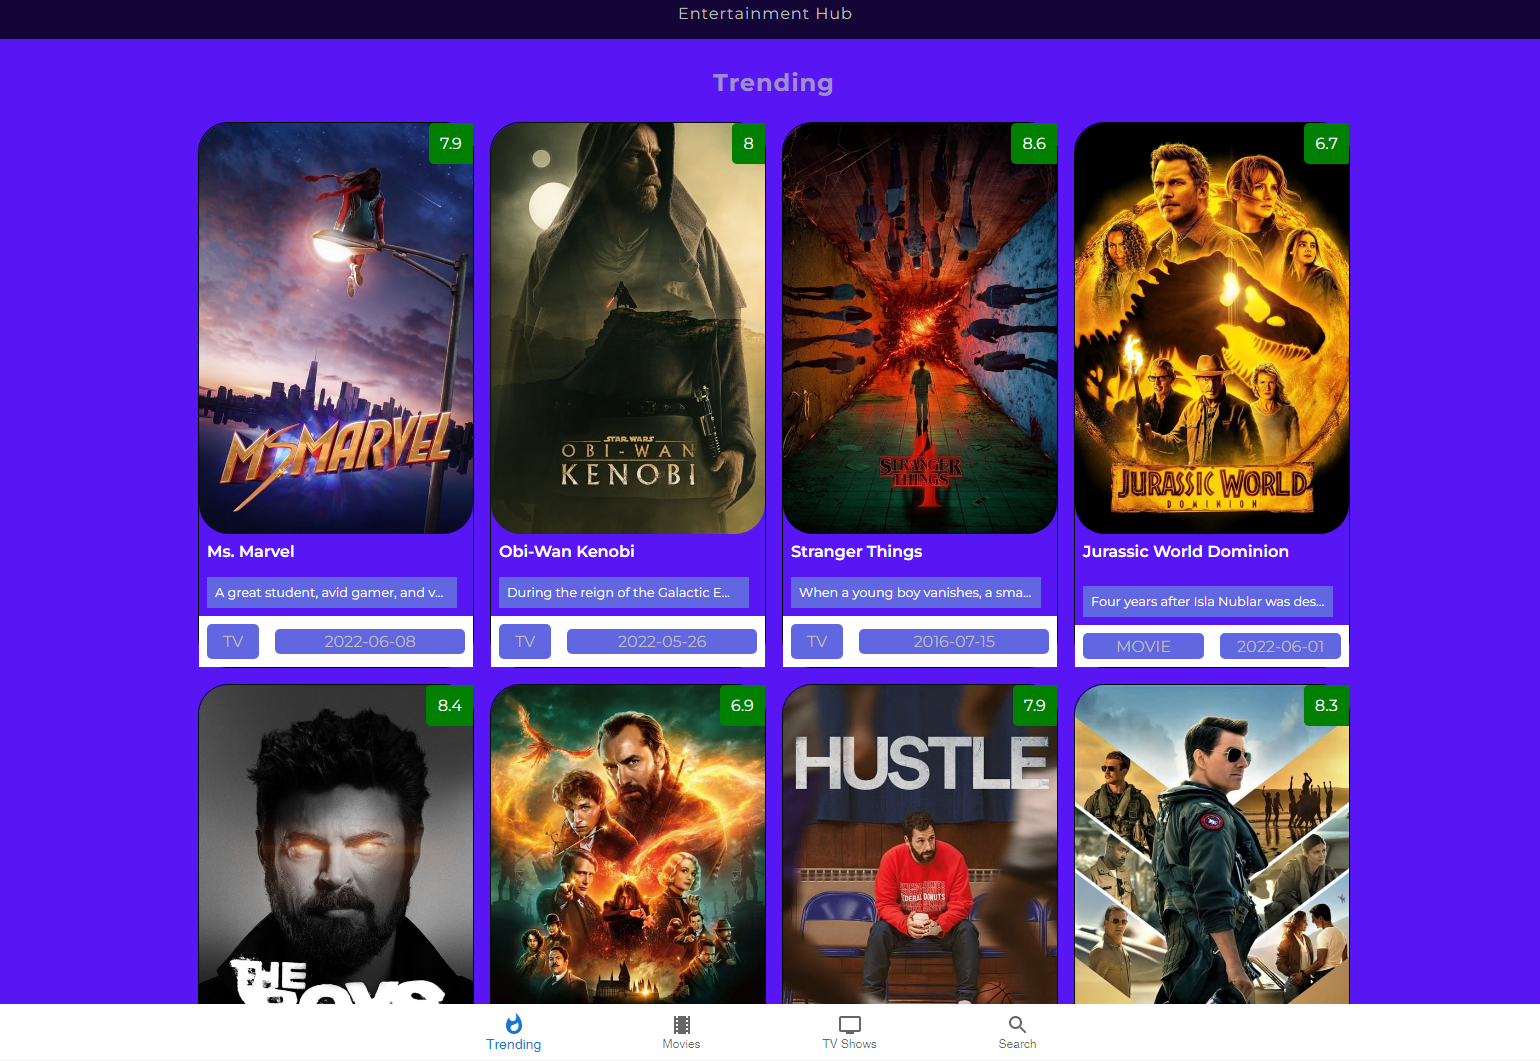 Entertainment Hub
Trending
7.9
8
8.6
6.7
MS. MARVEL
STAR WARS
OBI-WAN
KENOBI
STRANGER
THINGS
4
JURASSIC WORLD
DOMINION
Ms. Marvel
Obi-Wan Kenobi
Stranger Things
Jurassic World Dominion
A great student, avid gamer, and v...
During the reign of the Galactic E...
When a young boy vanishes, a sma...
Four years after Isla Nublar was des...
TV
2022-06-08
TV
2022-05-26
TV
2016-07-15
MOVIE
2022-06-01
8.4
6.9
7.9
8.3
HUSTLE
FEDERAL DONUTS
THE
BOYS
Trending
Movies
TV Shows
Search